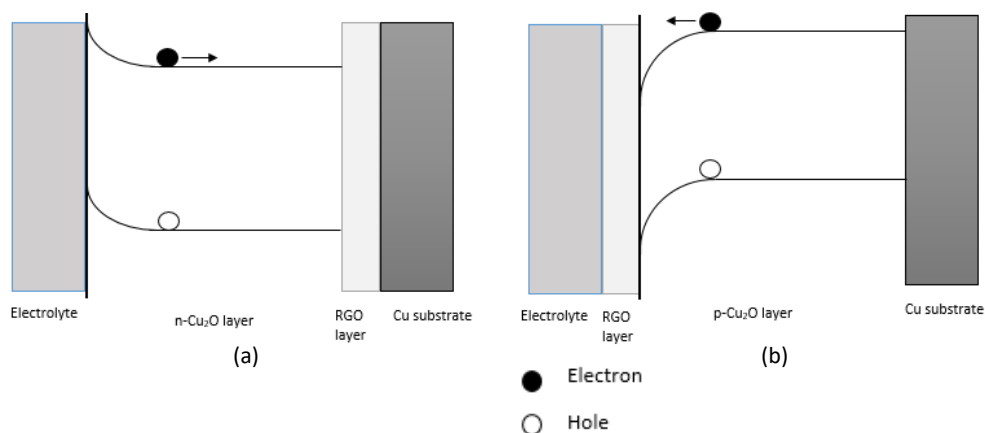 Electrolyte
n-Cu₂O layer
RGO
layer
Cu substrate
(a)
Electrolyte
RGO
layer
p-Cu₂O layer
Cu substrate
(b)
Electron
Hole